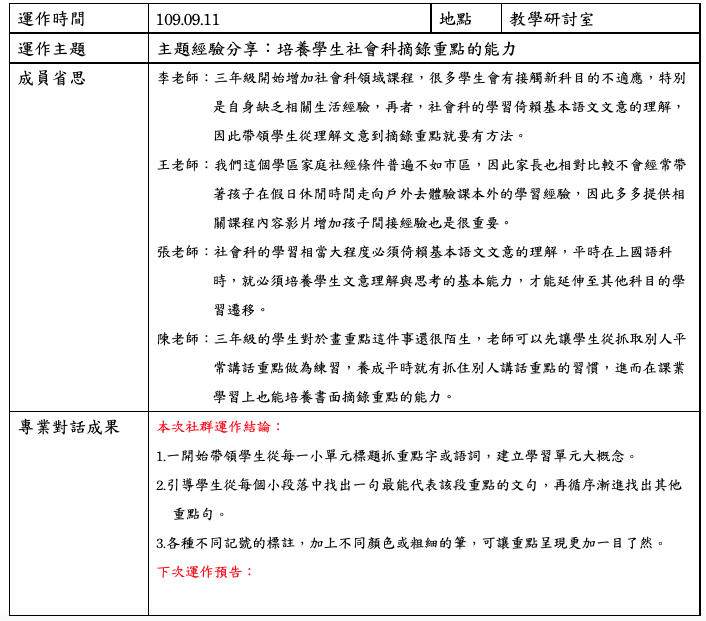 運作時間 109.09.11 地點 教學研討室
運作主題 主題經驗分享：培養學生社會科摘錄重點的能力
成員省思 李老師：三年級開始增加社會科領域課程，很多學生會有接觸新科目的不適應，特別
是自身缺乏相關生活經驗，再者，社會科的學習倚賴基本語文文意的理解，
因此帶領學生從理解文意到摘錄重點就要有方法。
王老師：我們這個學區家庭社經條件普遍不如市區，因此家長也相對比較不會經常帶
著孩子在假日休閒時間走向戶外去體驗課本外的學習經驗，因此多多提供相
關課程內容影片增加孩子間接經驗也是很重要。
張老師：社會科的學習相當大程度必須倚賴基本語文文意的理解，平時在上國語科
時，就必須培養學生文意理解與思考的基本能力，才能延伸至其他科目的學
習遷移。
陳老師：三年級的學生對於畫重點這件事還很陌生，老師可以先讓學生從抓取別人平
常講話重點做為練習，養成平時就有抓住別人講話重點的習慣，進而在課業
學習上也能培養書面摘錄重點的能力。
專業對話成果 本次社群運作結論：
1.一開始帶領學生從每一小單元標題抓重點字或語詞，建立學習單元大概念。
2.引導學生從每個小段落中找出一句最能代表該段重點的文句，再循序漸進找出其他
重點句。
3.各種不同記號的標註，加上不同顏色或粗細的筆，可讓重點呈現更加一目了然。
下次運作預告：